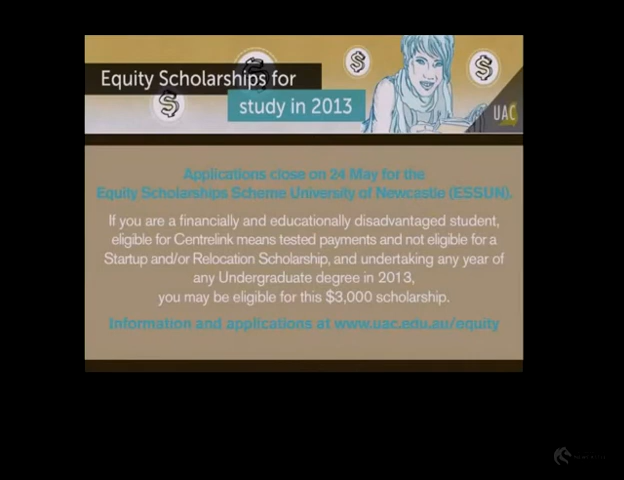 Equity Scholarships for
study in 2013
UAC
Applications close on 24 May for the
Equity Scholarships Scheme University of Newcastle (ESSUN).
If you are a financially and educationally disadvantaged student,
eligible for Centrelink means tested payments and not eligible for a
Startup and/or Relocation Scholarship, and undertaking any year of
any Undergraduate degree in 2013,
you may be eligible for this $3,000 scholarship.
Information and applications at www.uac.edu.au/equity